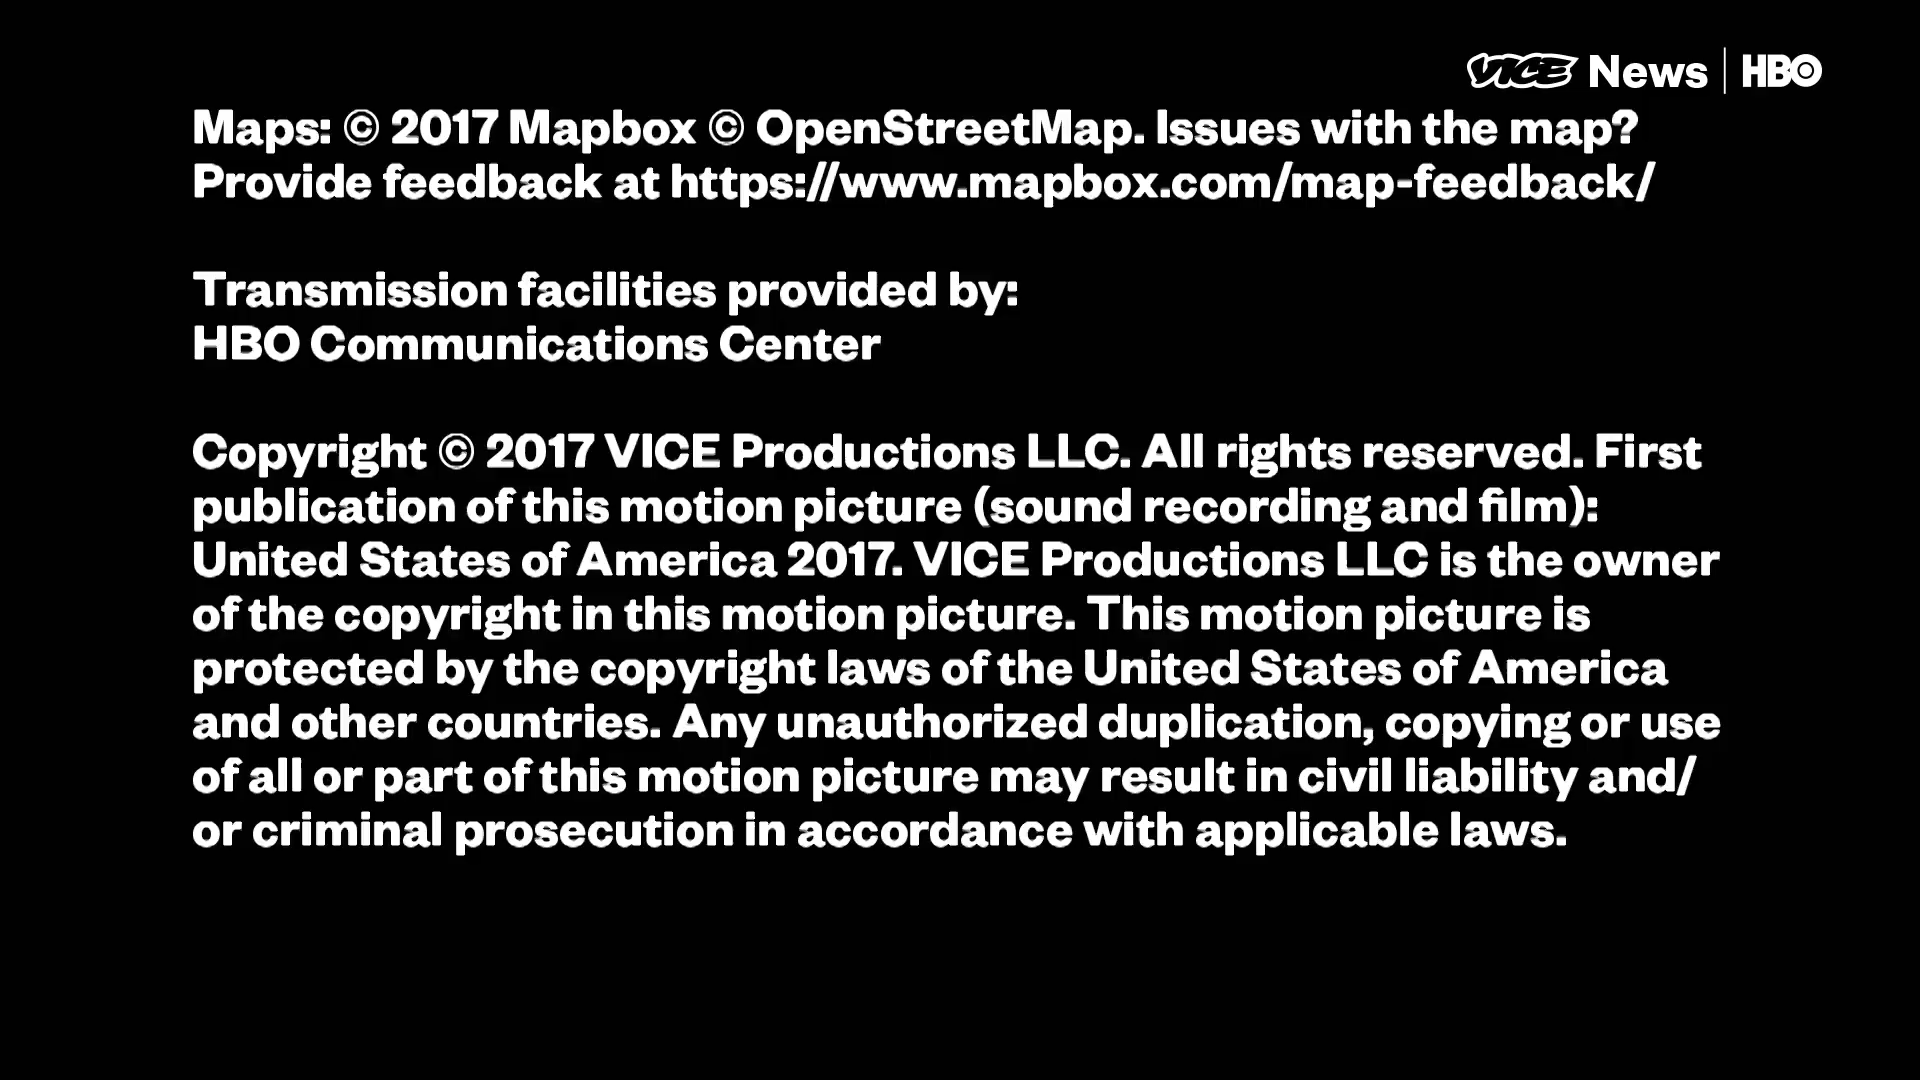 VICE News | HBO
Maps: © 2017 Mapbox © OpenStreetMap. Issues with the map?
Provide feedback at https://www.mapbox.com/map-feedback/
Transmission facilities provided by:
HBO Communications Center
Copyright © 2017 VICE Productions LLC. All rights reserved. First
publication of this motion picture (sound recording and film):
United States of America 2017. VICE Productions LLC is the owner
of the copyright in this motion picture. This motion picture is
protected by the copyright laws of the United States of America
and other countries. Any unauthorized duplication, copying or use
of all or part of this motion picture may result in civil liability and/
or criminal prosecution in accordance with applicable laws.